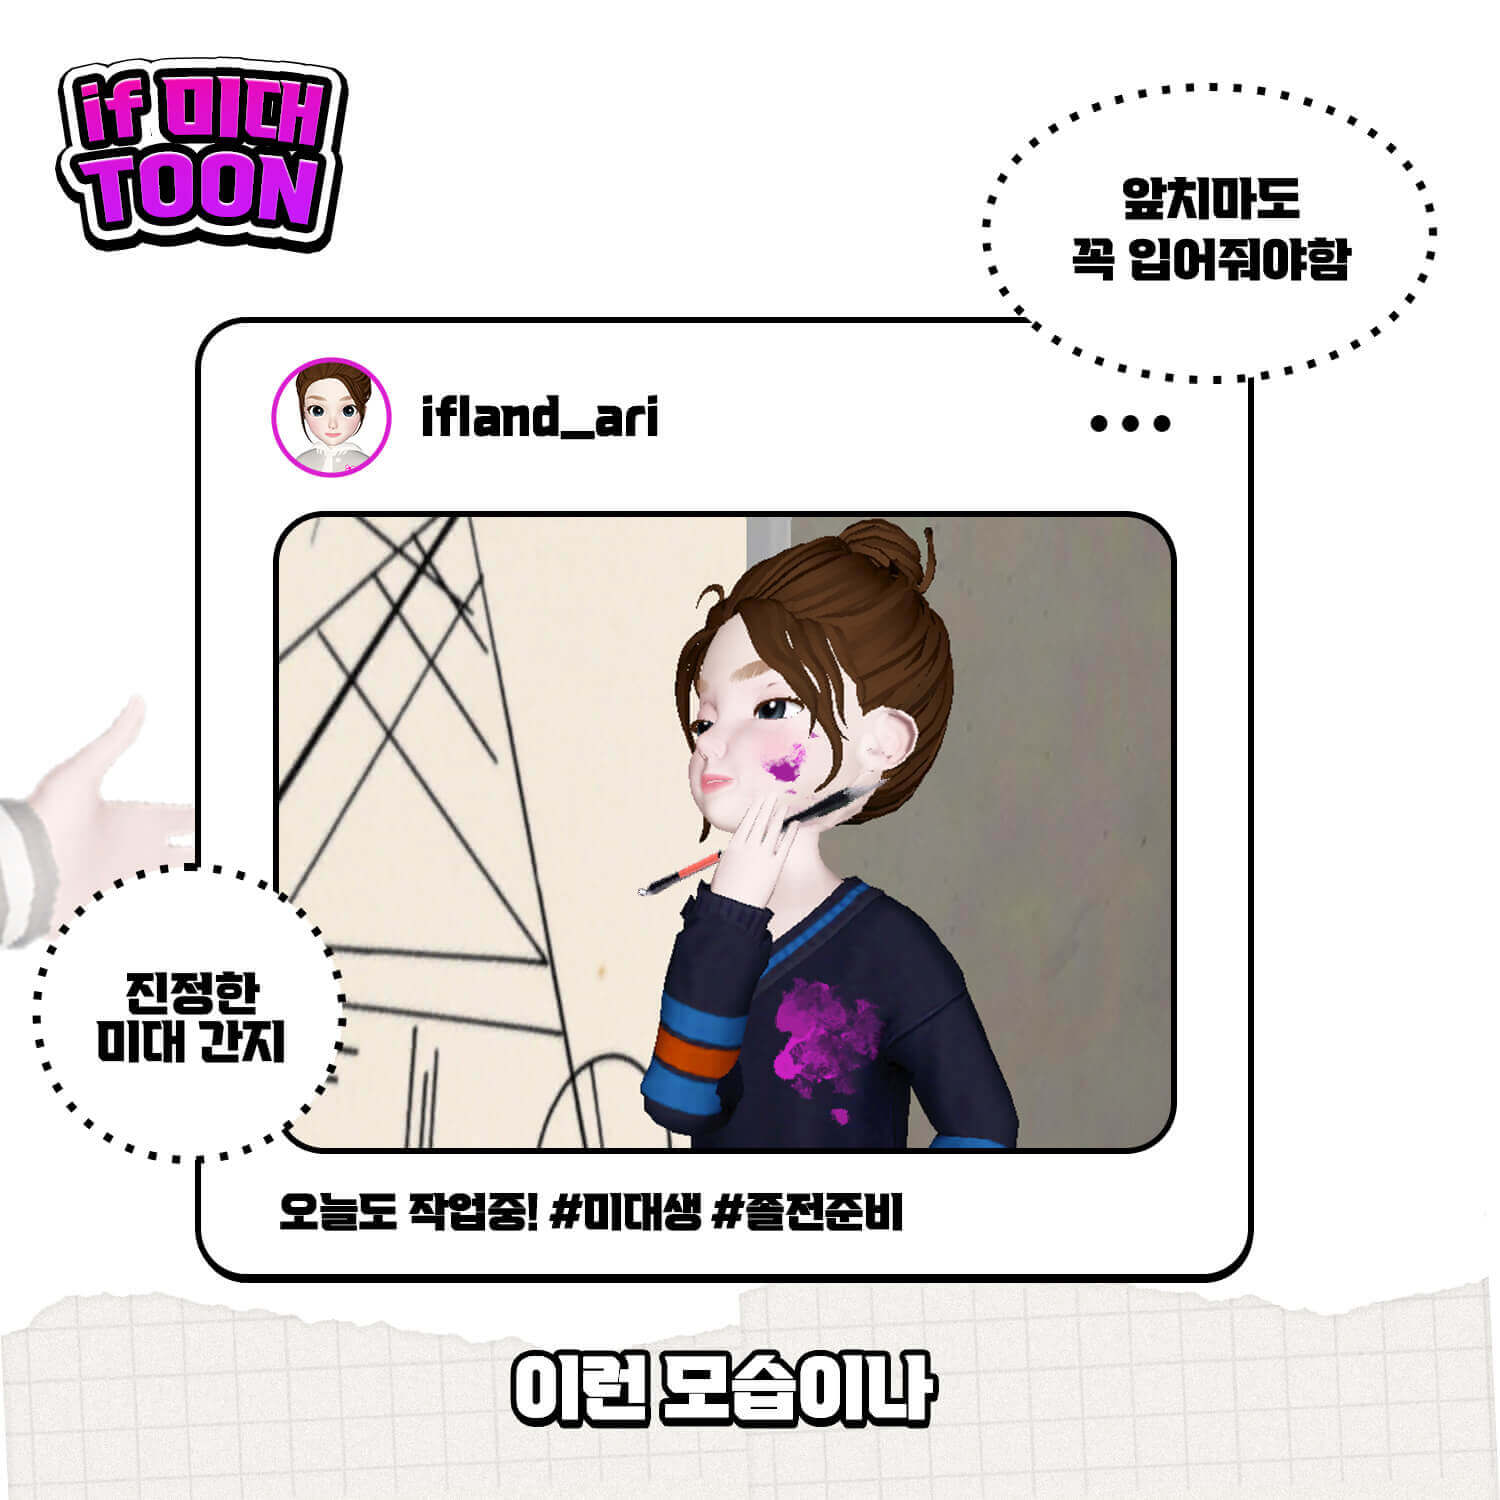 if 미대
TOON
앞치마도
꼭 입어줘야함
ifland_ari
진정한
미대 간지
오늘도 작업중! #미대생 #졸전준비
이런 모습이나